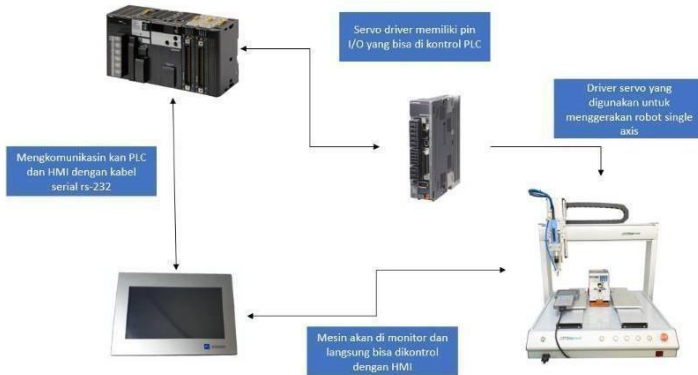 Servo driver memiliki pin
I/O yang bisa di kontrol PLC
Driver servo yang
digunakan untuk
menggerakan robot single
axis
Mengkomunikasin kan PLC
dan HMI dengan kabel
serial rs-232
Mesin akan di monitor dan
langsung bisa dikontrol
dengan HMI